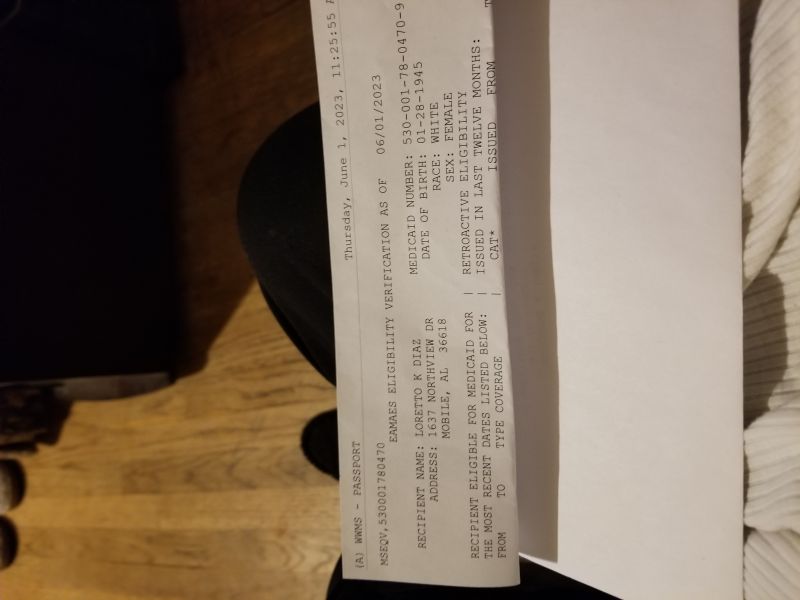 (A) WWMS - PASSPORT Thursday, June 1, 2023, 11:25:55
MSEQV,530001780470
EAMAES ELIGIBILITY VERIFICATION AS OF 06/01/2023
RECIPIENT NAME: LORETTO K DIAZ MEDICAID NUMBER: 530-001-78-0470-9
ADDRESS: 1637 NORTHVIEW DR DATE OF BIRTH: 01-28-1945
MOBILE, AL 36618 RACE: WHITE
SEX: FEMALE
RECIPIENT ELIGIBLE FOR MEDICAID FOR | RETROACTIVE ELIGIBILITY
THE MOST RECENT DATES LISTED BELOW: | ISSUED IN LAST TWELVE MONTHS:
FROM TO TYPE COVERAGE | CAT* ISSUED FROM T